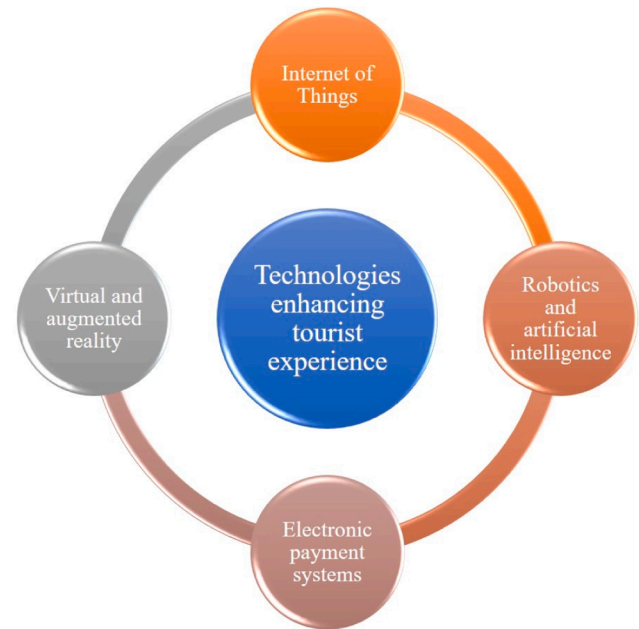 Internet of
Things
Technologies
enhancing
tourist
experience
Virtual and
augmented
reality
Robotics
and
artificial
intelligence
Electronic
payment
systems